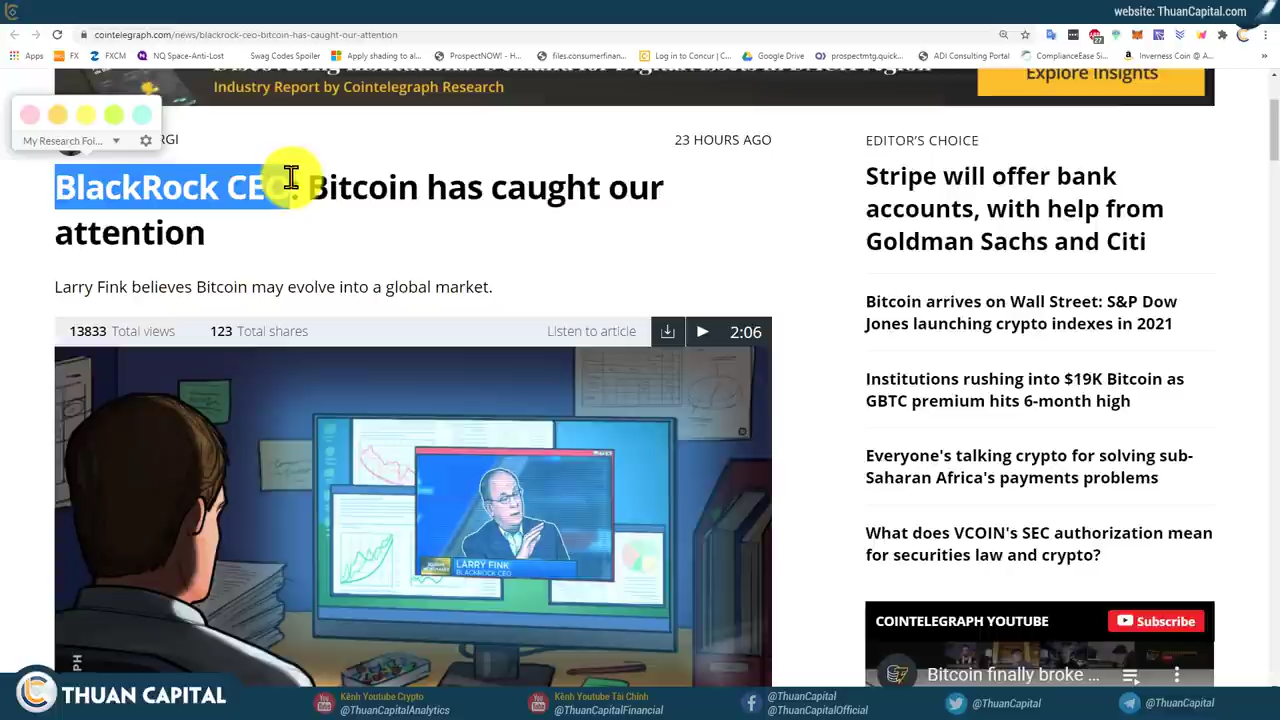 website: ThuanCapital.com
cointelegraph.com/news/blackrock-ceo-bitcoin-has-caught-our-attention
27
Apps
FX
FXCM
NQ Space-Anti-Lost
Swag Codes Spoiler
Apply shading to al...
ProspectNOW! - H...
files.consumerfinan...
Log in to Concur | ...
Google Drive
prospectmtg.quick...
ADI Consulting Portal
ComplianceEase Si...
Inverness Coin @ A...
Industry Report by Cointelegraph Research
Explore Insights
My Research Fol...
RGI
23 HOURS AGO
BlackRock CEO: Bitcoin has caught our
attention
Larry Fink believes Bitcoin may evolve into a global market.
13833 Total views
123 Total shares
Listen to article
2:06
LARRY FINK
BLACKROCK CEO
PH
EDITOR'S CHOICE
Stripe will offer bank
accounts, with help from
Goldman Sachs and Citi
Bitcoin arrives on Wall Street: S&P Dow
Jones launching crypto indexes in 2021
Institutions rushing into $19K Bitcoin as
GBTC premium hits 6-month high
Everyone's talking crypto for solving sub-
Saharan Africa's payments problems
What does VCOIN's SEC authorization mean
for securities law and crypto?
COINTELEGRAPH YOUTUBE
Subscribe
Bitcoin finally broke ...
THUAN CAPITAL
Kênh Youtube Crypto
@ThuanCapitalAnalytics
Kênh Youtube Tài Chính
@ThuanCapitalFinancial
@ThuanCapital
@ThuanCapitalOfficial
@ThuanCapital
@ThuanCapital